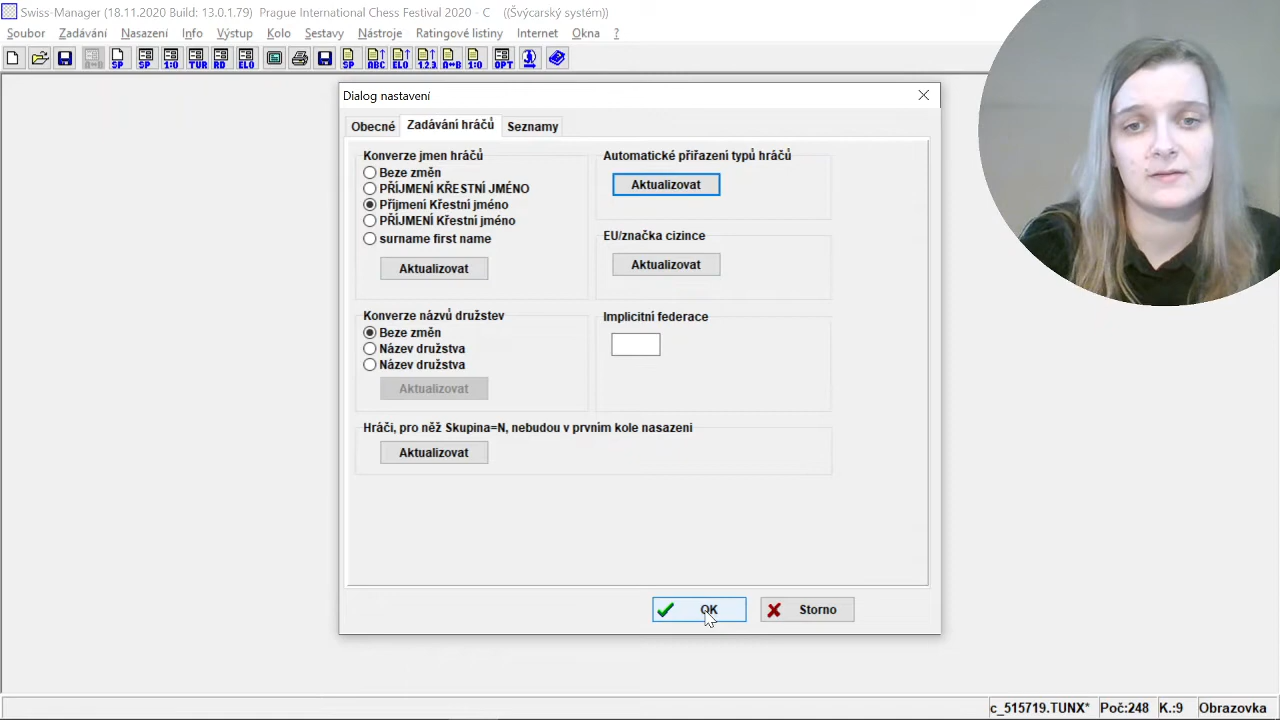 Swiss-Manager (18.11.2020 Build: 13.0.1.79) Prague International Chess Festival 2020 - C ((Švýcarský systém))
Soubor Zadávání Nasazení Info Výstup Kolo Sestavy Nástroje Ratingové listiny Internet Okna ?
SP SP 1:0 TUR RD ELO SP ABC ELO 1.2.3 A↔B 1:0 OPT
Dialog nastavení
Obecné Zadávání hráčů Seznamy
Konverze jmen hráčů
Beze změn
PŘÍJMENÍ KŘESTNÍ JMÉNO
Příjmení Křestní jméno
PŘÍJMENÍ Křestní jméno
surname first name
Aktualizovat
Automatické přiřazení typů hráčů
Aktualizovat
EU/značka cizince
Aktualizovat
Konverze názvů družstev
Beze změn
Název družstva
Název družstva
Aktualizovat
Implicitní federace
Hráči, pro něž Skupina=N, nebudou v prvním kole nasazeni
Aktualizovat
OK Storno
c_515719.TUNX* Poč:248 K.:9 Obrazovka